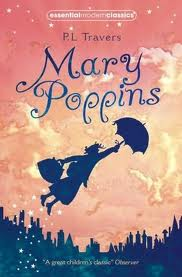 essentialmodernclassics
P.L Travers
Mary
Poppins
"A great children's classic" Observer